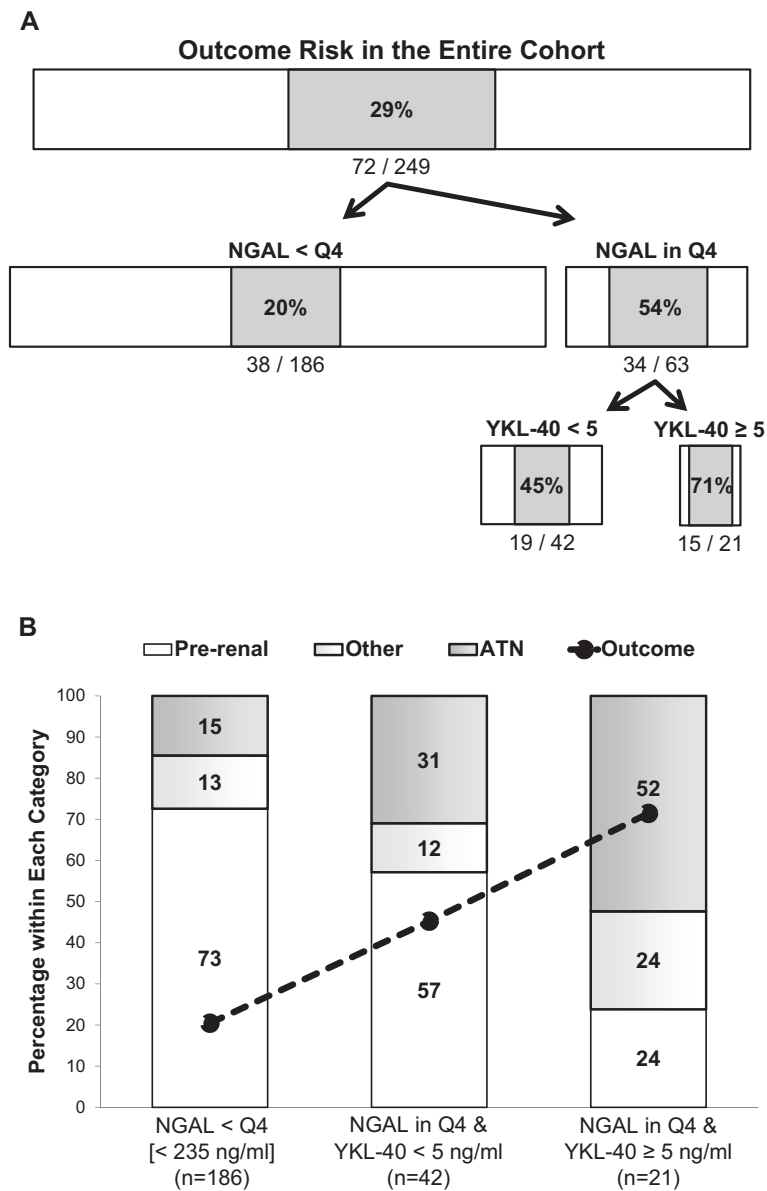 A
Outcome Risk in the Entire Cohort
29%
72 / 249
NGAL < Q4
NGAL in Q4
20%
54%
38 / 186
34 / 63
YKL-40 < 5
YKL-40 ≥ 5
45%
71%
19 / 42
15 / 21
B
Pre-renal
Other
ATN
Outcome
Percentage within Each Category
100
90
80
70
60
50
40
30
20
10
0
15
13
73
31
12
57
52
24
24
NGAL < Q4
[< 235 ng/ml]
(n=186)
NGAL in Q4 &
YKL-40 < 5 ng/ml
(n=42)
NGAL in Q4 &
YKL-40 ≥ 5 ng/ml
(n=21)